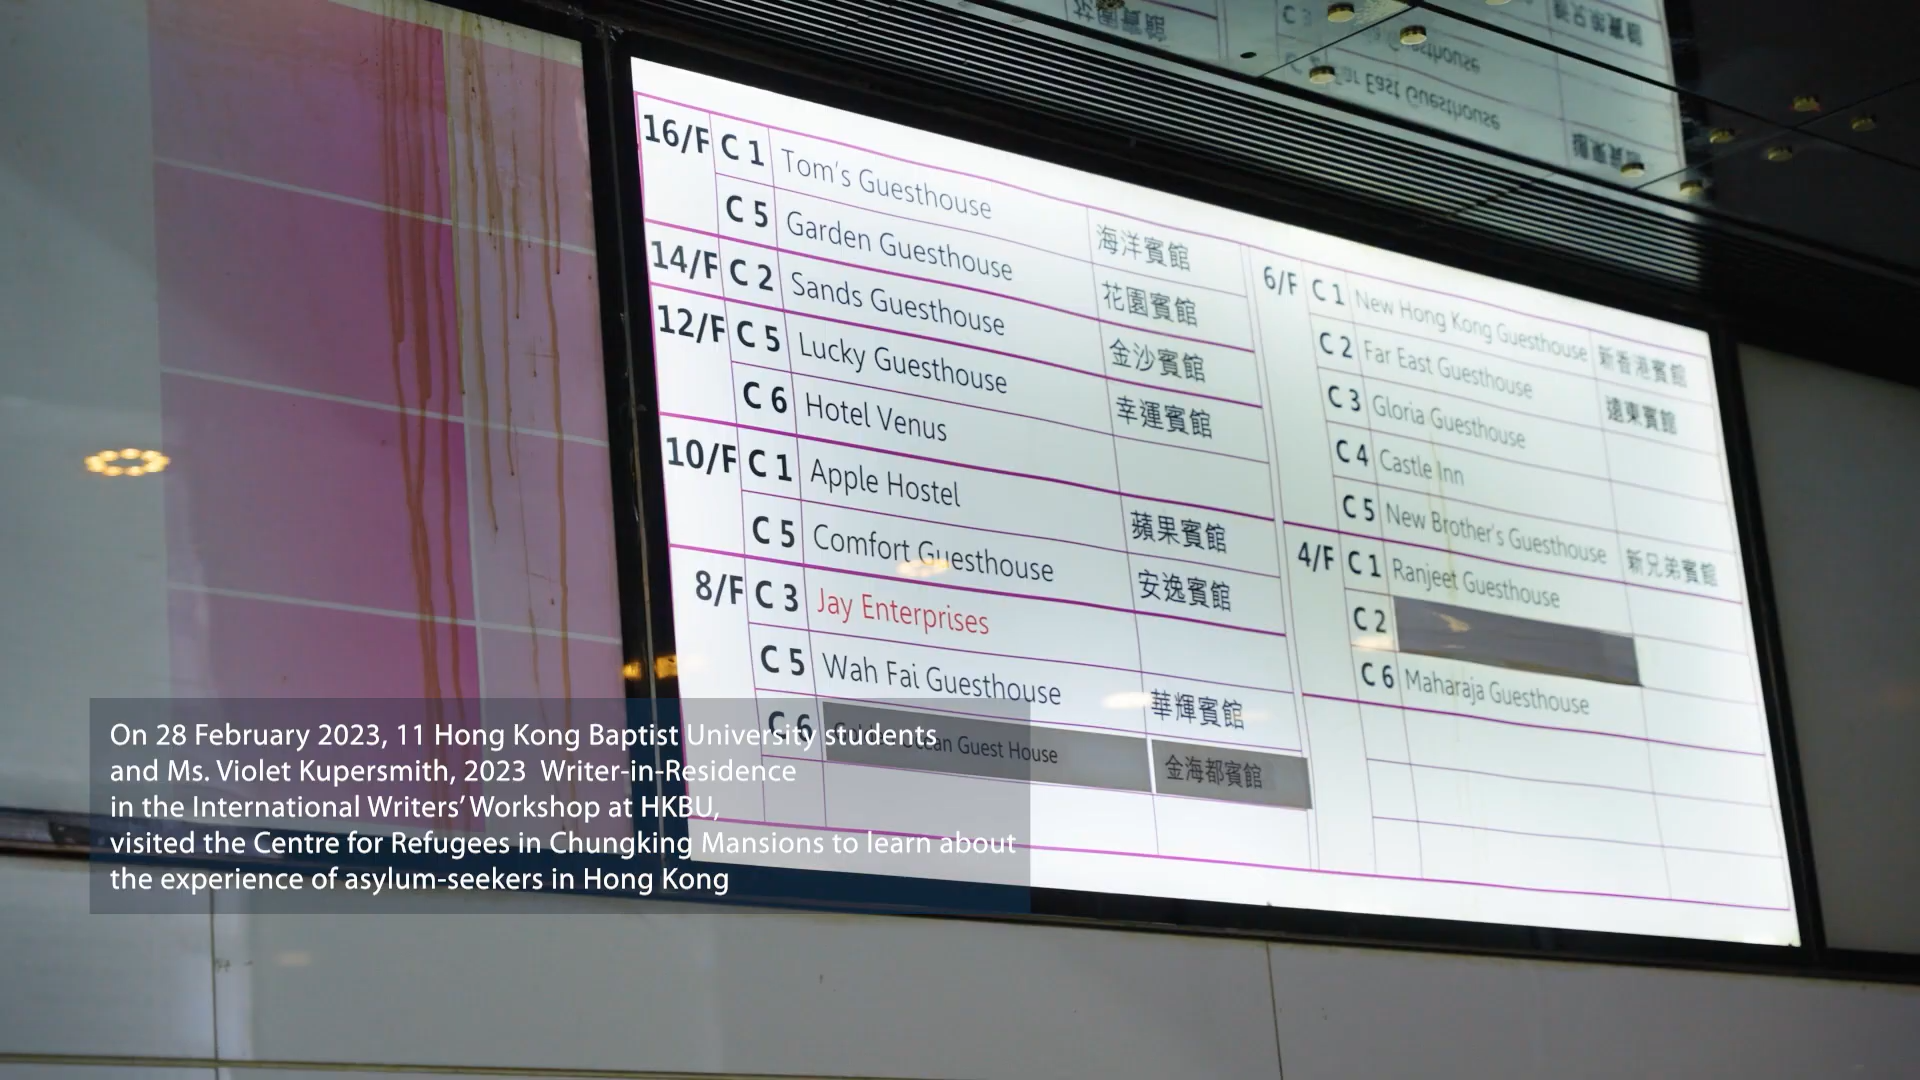 16/F C 1 Tom's Guesthouse 海洋賓館
C 5 Garden Guesthouse 花園賓館
14/F C 2 Sands Guesthouse 金沙賓館
12/F C 5 Lucky Guesthouse 幸運賓館
C 6 Hotel Venus
10/F C 1 Apple Hostel 蘋果賓館
C 5 Comfort Guesthouse 安逸賓館
8/F C 3 Jay Enterprises
C 5 Wah Fai Guesthouse 華輝賓館
C 6 Ocean Guest House 金海都賓館
6/F C 1 New Hong Kong Guesthouse 新香港賓館
C 2 Far East Guesthouse 遠東賓館
C 3 Gloria Guesthouse
C 4 Castle Inn
C 5 New Brother's Guesthouse 新兄弟賓館
4/F C 1 Ranjeet Guesthouse
C 2
C 6 Maharaja Guesthouse
On 28 February 2023, 11 Hong Kong Baptist University students
and Ms. Violet Kupersmith, 2023 Writer-in-Residence
in the International Writers' Workshop at HKBU,
visited the Centre for Refugees in Chungking Mansions to learn about
the experience of asylum-seekers in Hong Kong